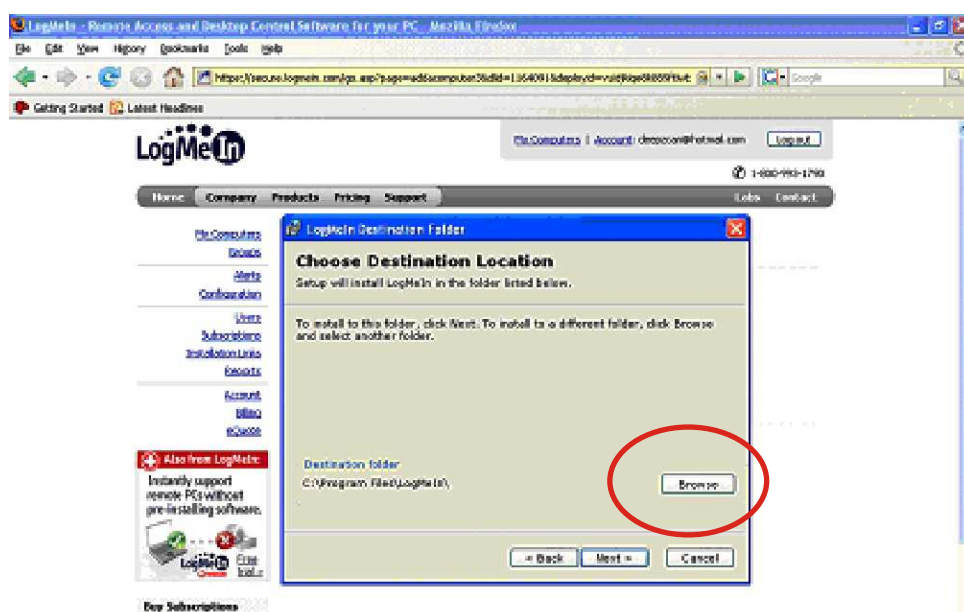 LogMeIn - Remote Access and Desktop Control Software for your PC - Mozilla Firefox
File Edit View History Bookmarks Tools Help
Google
Getting Started Latest Headlines
LogMeIn
My Computers | Account: @hotmail.com Log out
Home Company Products Pricing Support Labs Contact
My Computers
Groups
Alerts
Configuration
Users
Subscriptions
Installation Links
Reports
Account
Billing
eQuote
Also from LogMeIn:
Instantly support
remote PCs without
pre-installing software.
LogMeIn
Free
trial
Buy Subscriptions
LogMeIn Destination Folder
Choose Destination Location
Setup will install LogMeIn in the folder listed below.
To install to this folder, click Next. To install to a different folder, click Browse
and select another folder.
Destination folder
C:\Program Files\LogMeIn\
Browse
< Back Next > Cancel